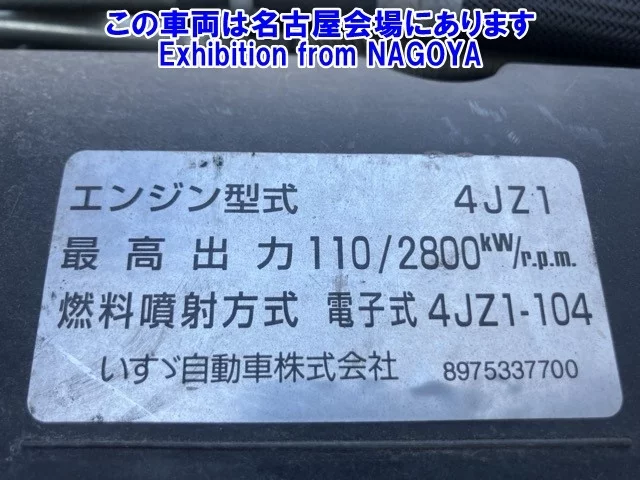 この車両は名古屋会場にあります
Exhibition from NAGOYA
エンジン型式 4JZ1
最高出力 110/2800kW/r.p.m.
燃料噴射方式 電子式 4JZ1-104
いすゞ自動車株式会社 8975337700